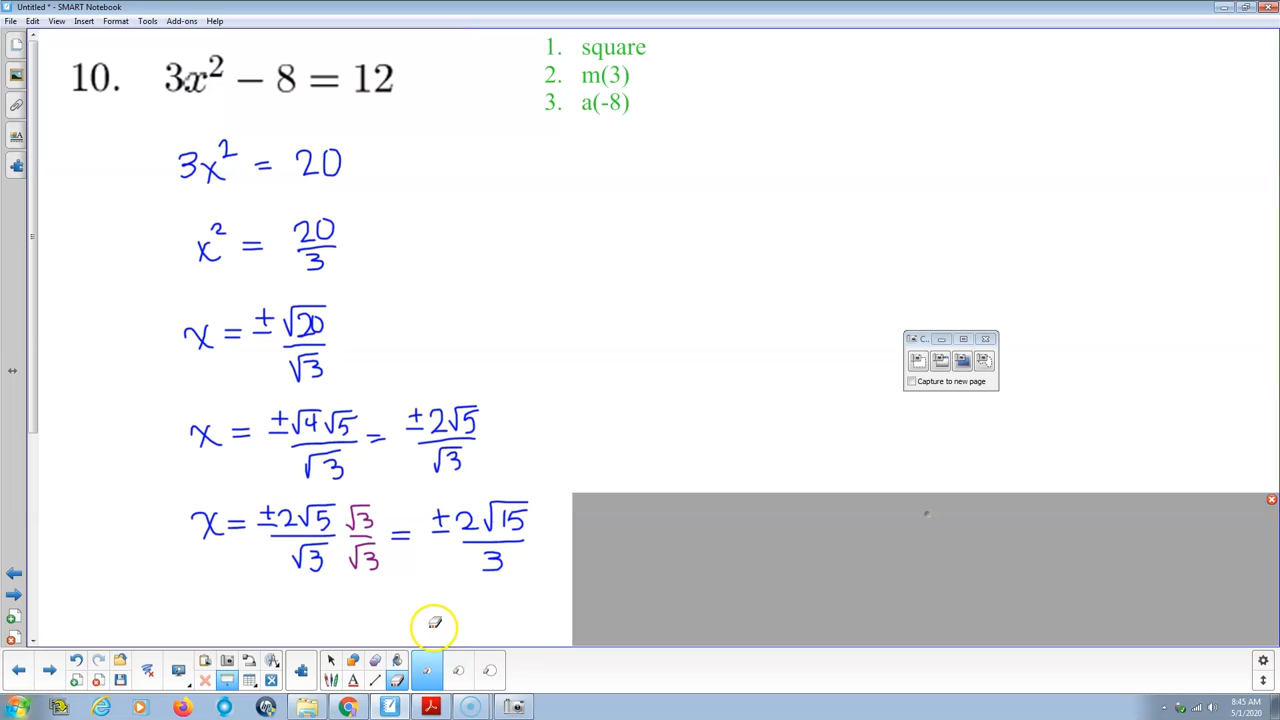 Untitled * - SMART Notebook
File Edit View Insert Format Tools Add-ons Help
10. 3x² − 8 = 12
1. square
2. m(3)
3. a(-8)
3x² = 20
x² = 20/3
x = ±√20/√3
x = ±√4√5/√3 = ±2√5/√3
x = ±2√5/√3 √3/√3 = ±2√15/3
C..
Capture to new page
8:45 AM
5/1/2020